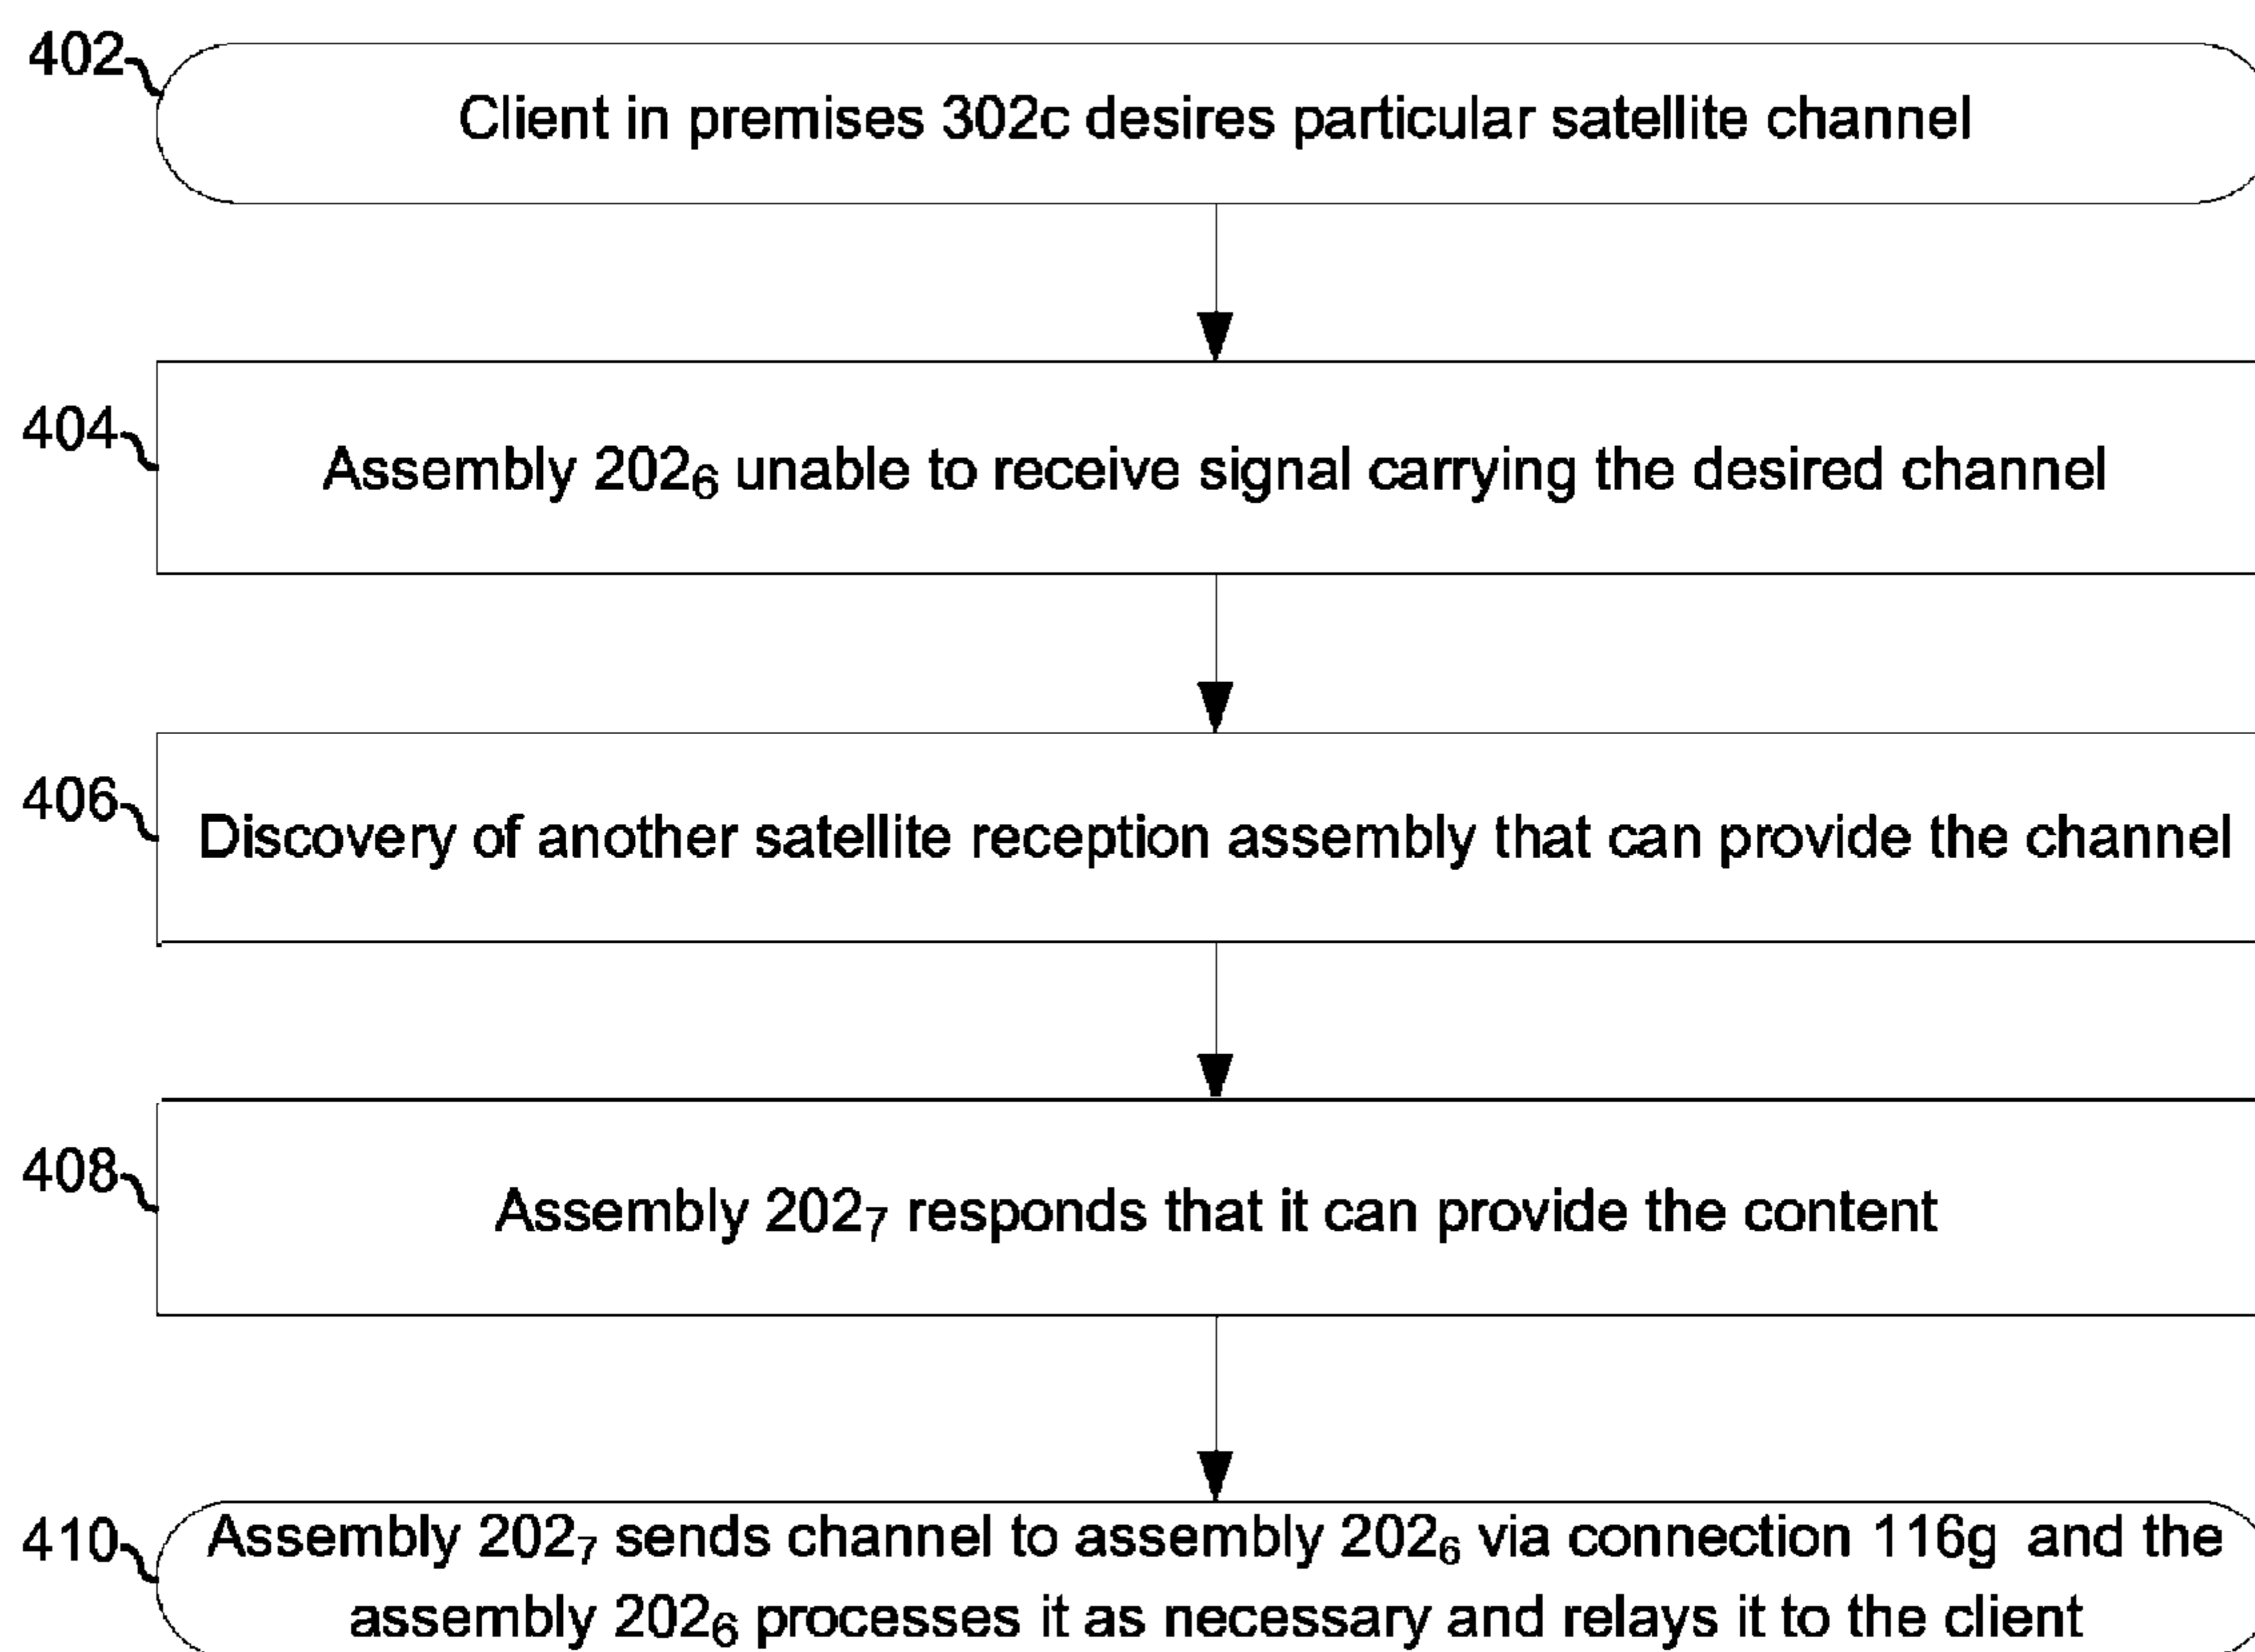 402
Client in premises 302c desires particular satellite channel
404
Assembly 202₆ unable to receive signal carrying the desired channel
406
Discovery of another satellite reception assembly that can provide the channel
408
Assembly 202₇ responds that it can provide the content
410
Assembly 202₇ sends channel to assembly 202₆ via connection 116g and the
assembly 202₆ processes it as necessary and relays it to the client